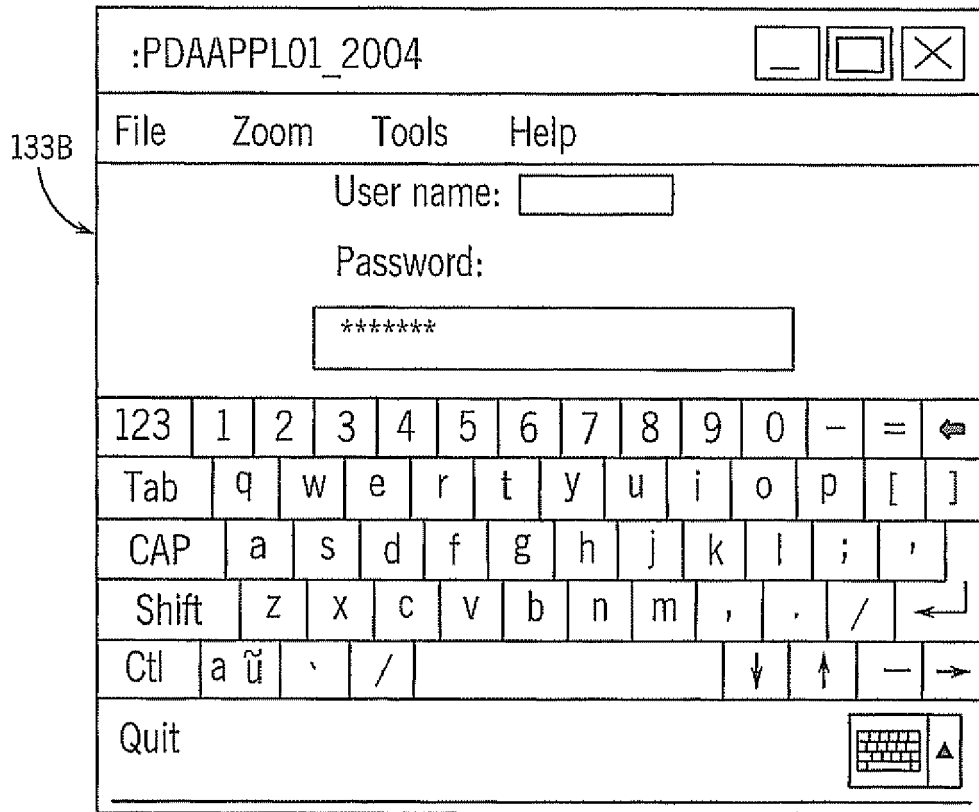 :PDAAPPL01_2004
File Zoom Tools Help
133B
User name:
Password:
*******
123 1 2 3 4 5 6 7 8 9 0 - =
Tab q w e r t y u i o p [ ]
CAP a s d f g h j k l ; '
Shift z x c v b n m , . /
Ctl a ũ ` /
Quit